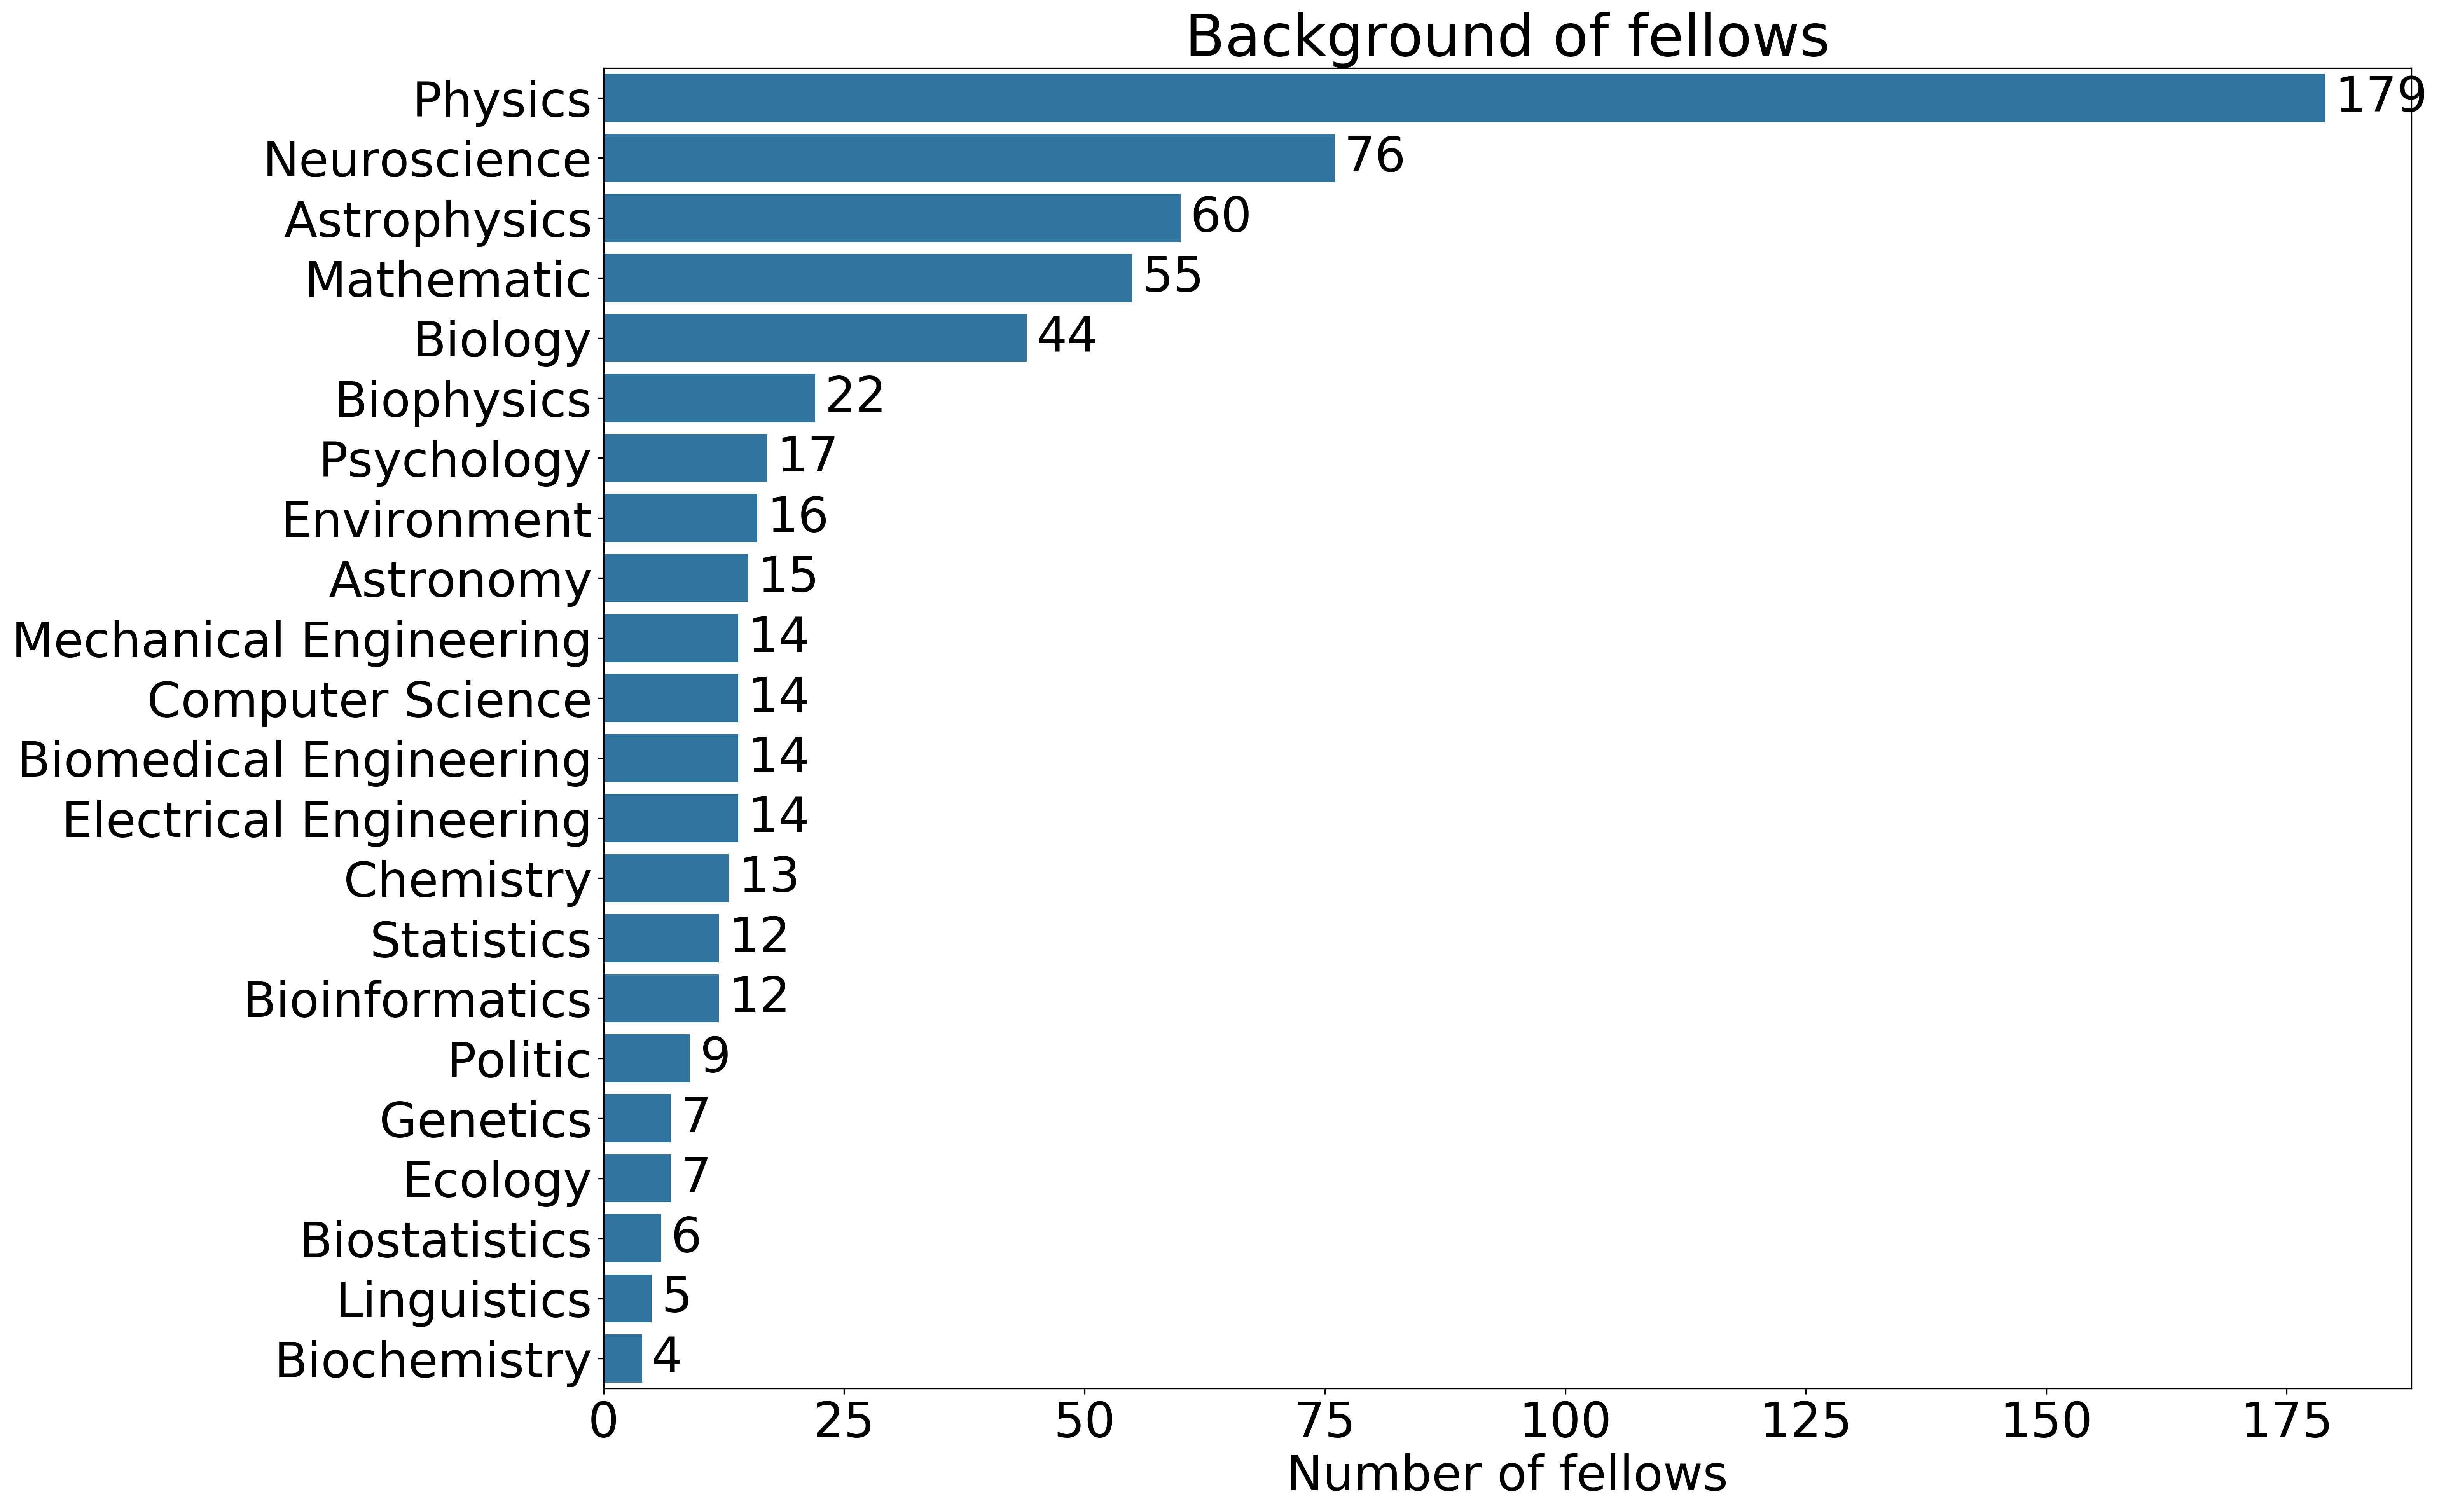 Background of fellows
Physics 179
Neuroscience 76
Astrophysics 60
Mathematic 55
Biology 44
Biophysics 22
Psychology 17
Environment 16
Astronomy 15
Mechanical Engineering 14
Computer Science 14
Biomedical Engineering 14
Electrical Engineering 14
Chemistry 13
Statistics 12
Bioinformatics 12
Politic 9
Genetics 7
Ecology 7
Biostatistics 6
Linguistics 5
Biochemistry 4
0 25 50 75 100 125 150 175
Number of fellows